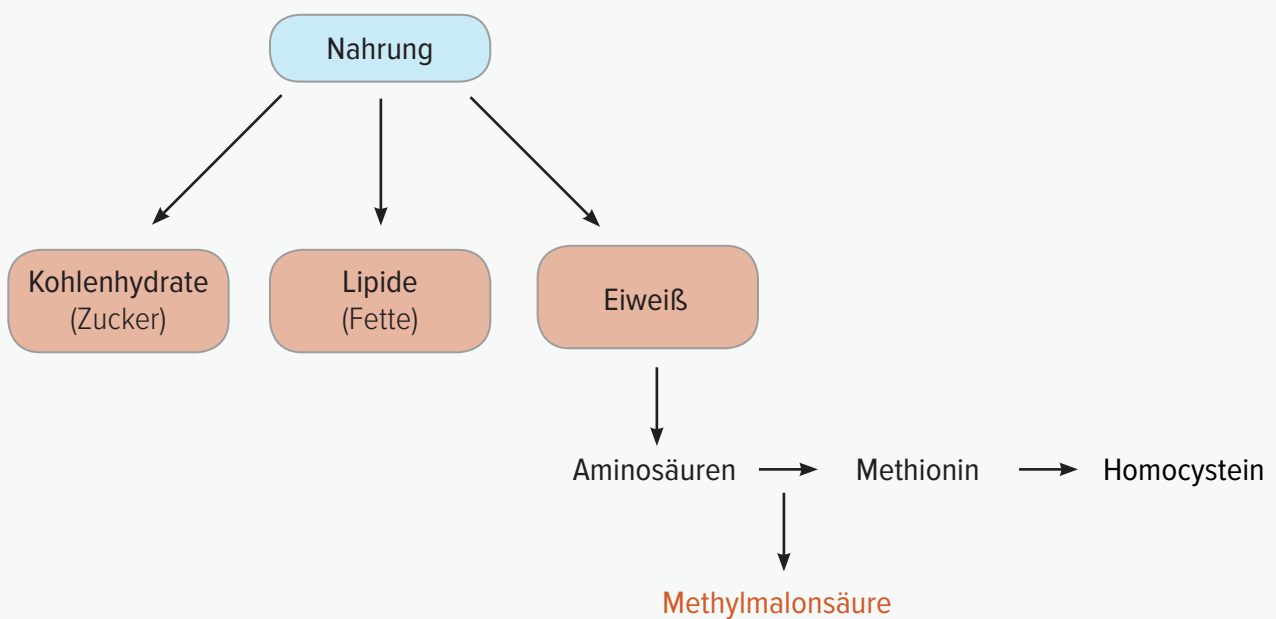 Nahrung
Kohlenhydrate
(Zucker)
Lipide
(Fette)
Eiweiß
Aminosäuren
Methionin
Homocystein
Methylmalonsäure